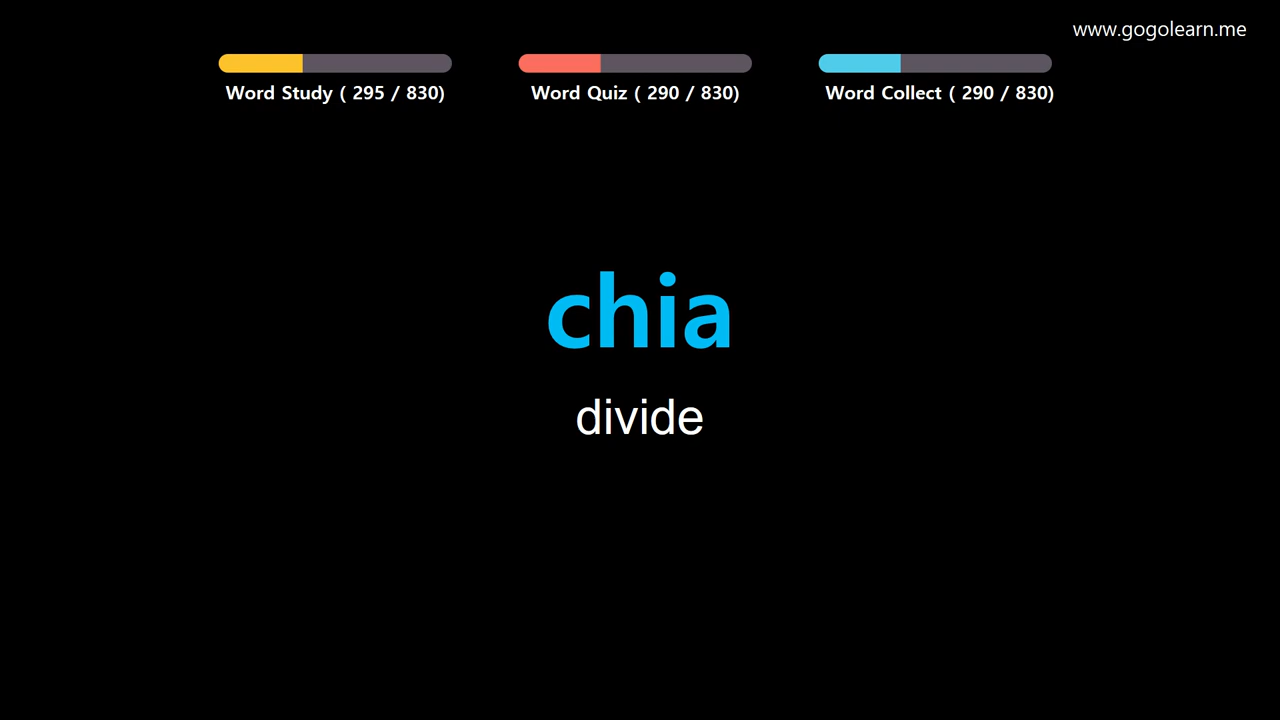 www.gogolearn.me
Word Study ( 295 / 830)
Word Quiz ( 290 / 830)
Word Collect ( 290 / 830)
chia
divide